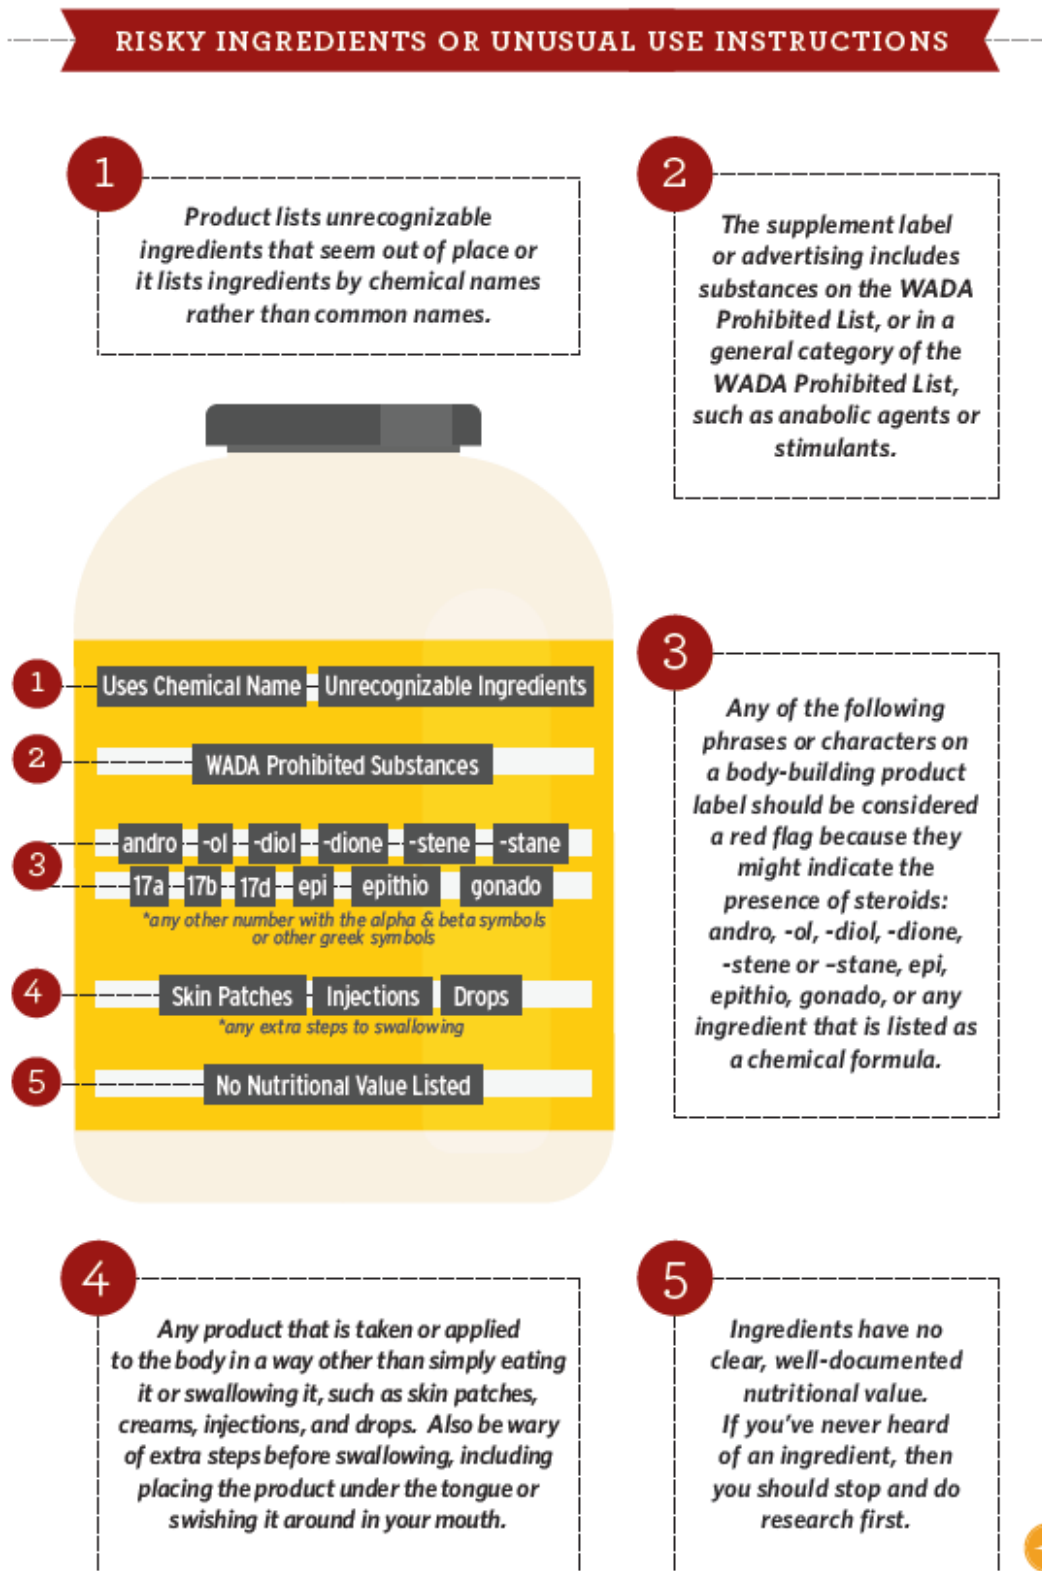 RISKY INGREDIENTS OR UNUSUAL USE INSTRUCTIONS
1
Product lists unrecognizable
ingredients that seem out of place or
it lists ingredients by chemical names
rather than common names.
2
The supplement label
or advertising includes
substances on the WADA
Prohibited List, or in a
general category of the
WADA Prohibited List,
such as anabolic agents or
stimulants.
1 Uses Chemical Name Unrecognizable Ingredients
2 WADA Prohibited Substances
3
andro -ol -diol -dione -stene -stane
17a 17b 17d epi epithio gonado
*any other number with the alpha & beta symbols
or other greek symbols
4 Skin Patches Injections Drops
*any extra steps to swallowing
5 No Nutritional Value Listed
3
Any of the following
phrases or characters on
a body-building product
label should be considered
a red flag because they
might indicate the
presence of steroids:
andro, -ol, -diol, -dione,
-stene or –stane, epi,
epithio, gonado, or any
ingredient that is listed as
a chemical formula.
4
Any product that is taken or applied
to the body in a way other than simply eating
it or swallowing it, such as skin patches,
creams, injections, and drops. Also be wary
of extra steps before swallowing, including
placing the product under the tongue or
swishing it around in your mouth.
5
Ingredients have no
clear, well-documented
nutritional value.
If you've never heard
of an ingredient, then
you should stop and do
research first.